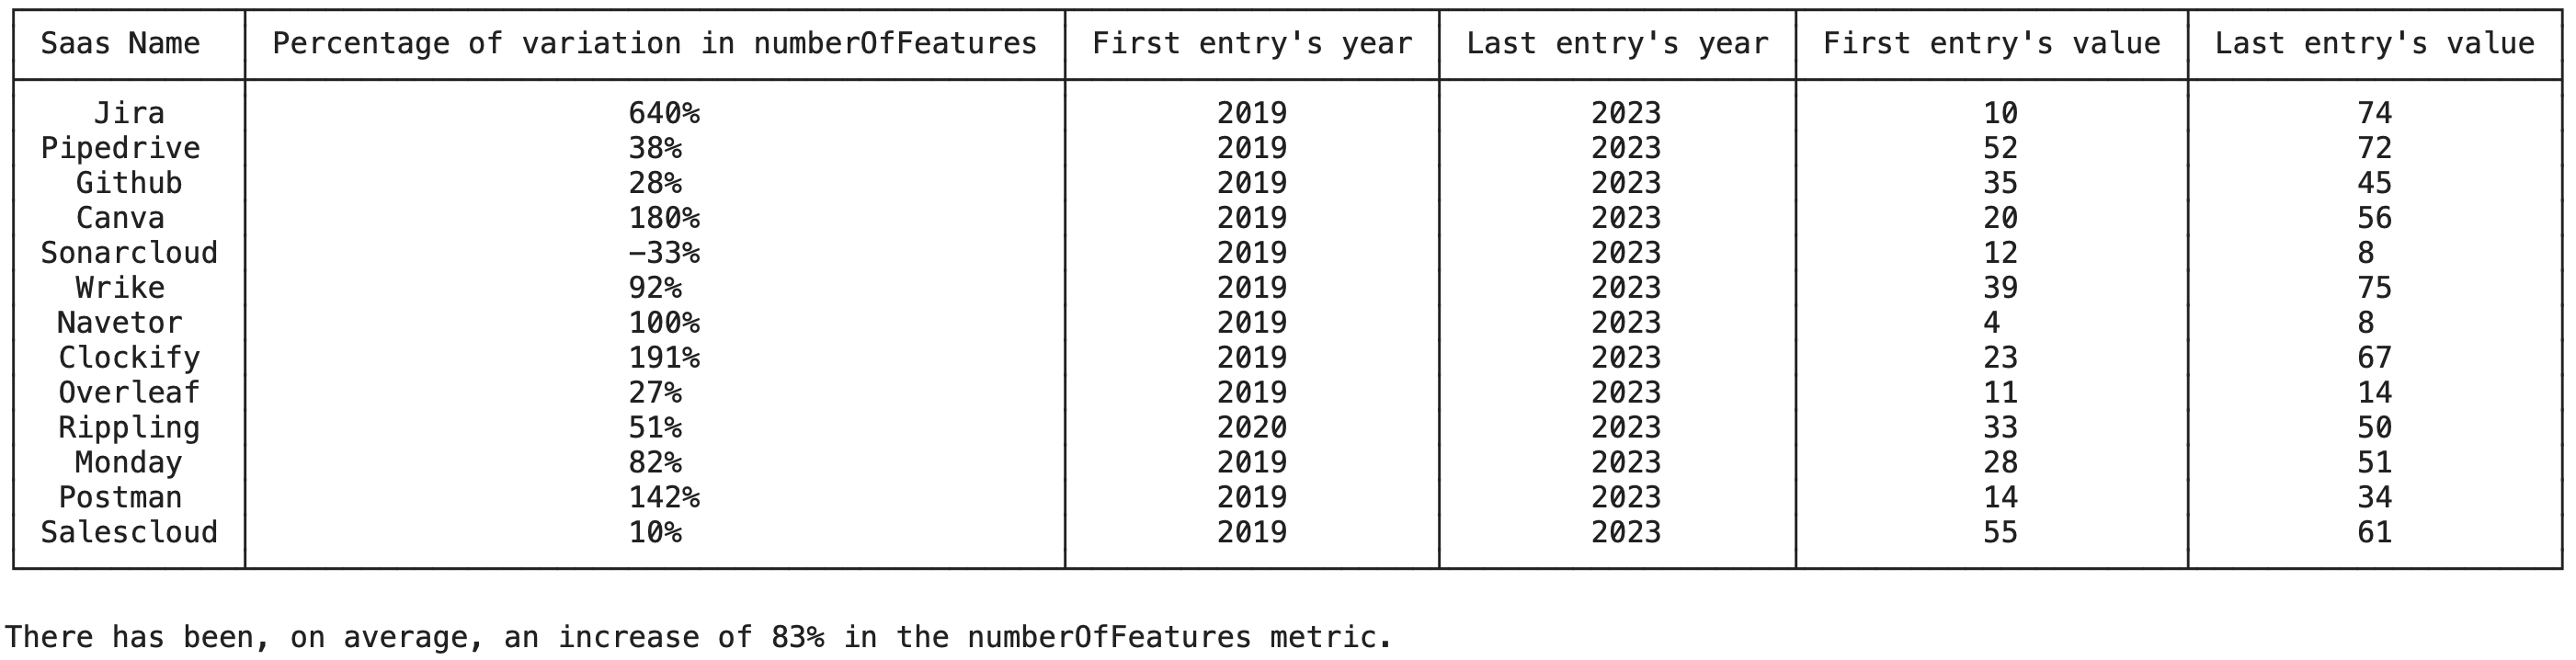 Saas Name Percentage of variation in numberOfFeatures First entry's year Last entry's year First entry's value Last entry's value
Jira 640% 2019 2023 10 74
Pipedrive 38% 2019 2023 52 72
Github 28% 2019 2023 35 45
Canva 180% 2019 2023 20 56
Sonarcloud −33% 2019 2023 12 8
Wrike 92% 2019 2023 39 75
Navetor 100% 2019 2023 4 8
Clockify 191% 2019 2023 23 67
Overleaf 27% 2019 2023 11 14
Rippling 51% 2020 2023 33 50
Monday 82% 2019 2023 28 51
Postman 142% 2019 2023 14 34
Salescloud 10% 2019 2023 55 61
There has been, on average, an increase of 83% in the numberOfFeatures metric.